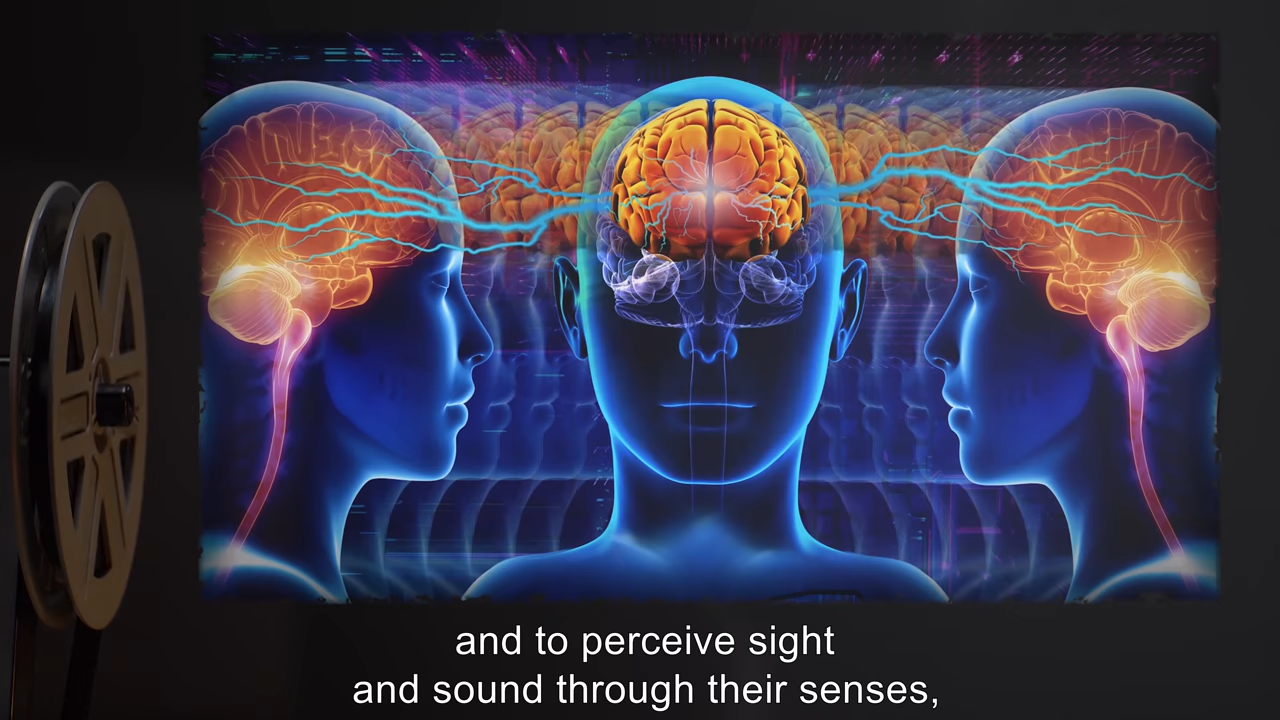 and to perceive sight
and sound through their senses,